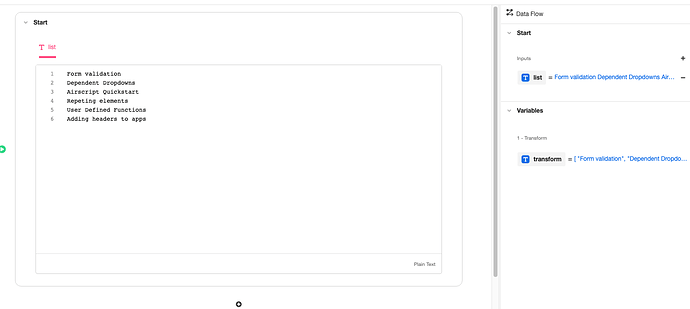 Start
T list
1 Form validation
2 Dependent Dropdowns
3 Airscript Quickstart
4 Repeting elements
5 User Defined Functions
6 Adding headers to apps
Plain Text
Data Flow
Start
Inputs
T list = Form validation Dependent Dropdowns Air...
Variables
1 - Transform
T transform = [ "Form validation", "Dependent Dropdo...